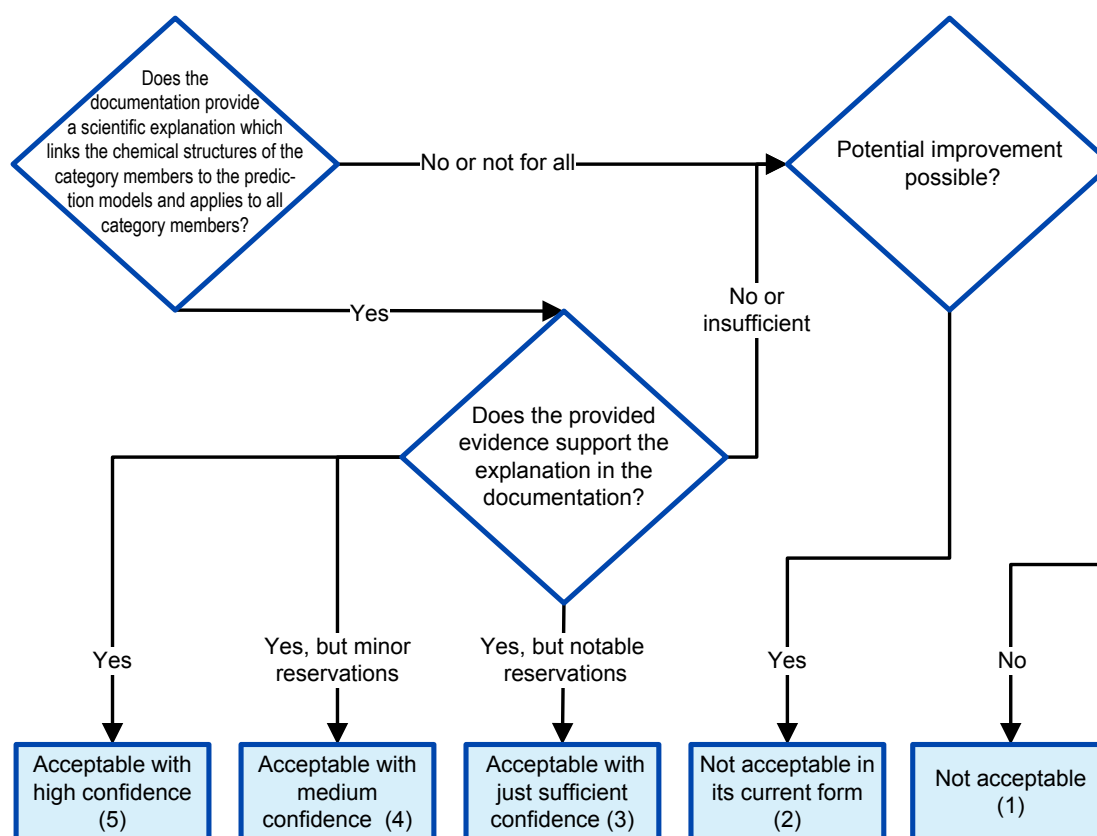 Does the
documentation provide
a scientific explanation which
links the chemical structures of the
category members to the predic-
tion models and applies to all
category members?
No or not for all
Potential improvement
possible?
Yes
No or
insufficient
Does the provided
evidence support the
explanation in the
documentation?
Yes
Yes, but minor
reservations
Yes, but notable
reservations
Yes
No
Acceptable with
high confidence
(5)
Acceptable with
medium
confidence (4)
Acceptable with
just sufficient
confidence (3)
Not acceptable in
its current form
(2)
Not acceptable
(1)